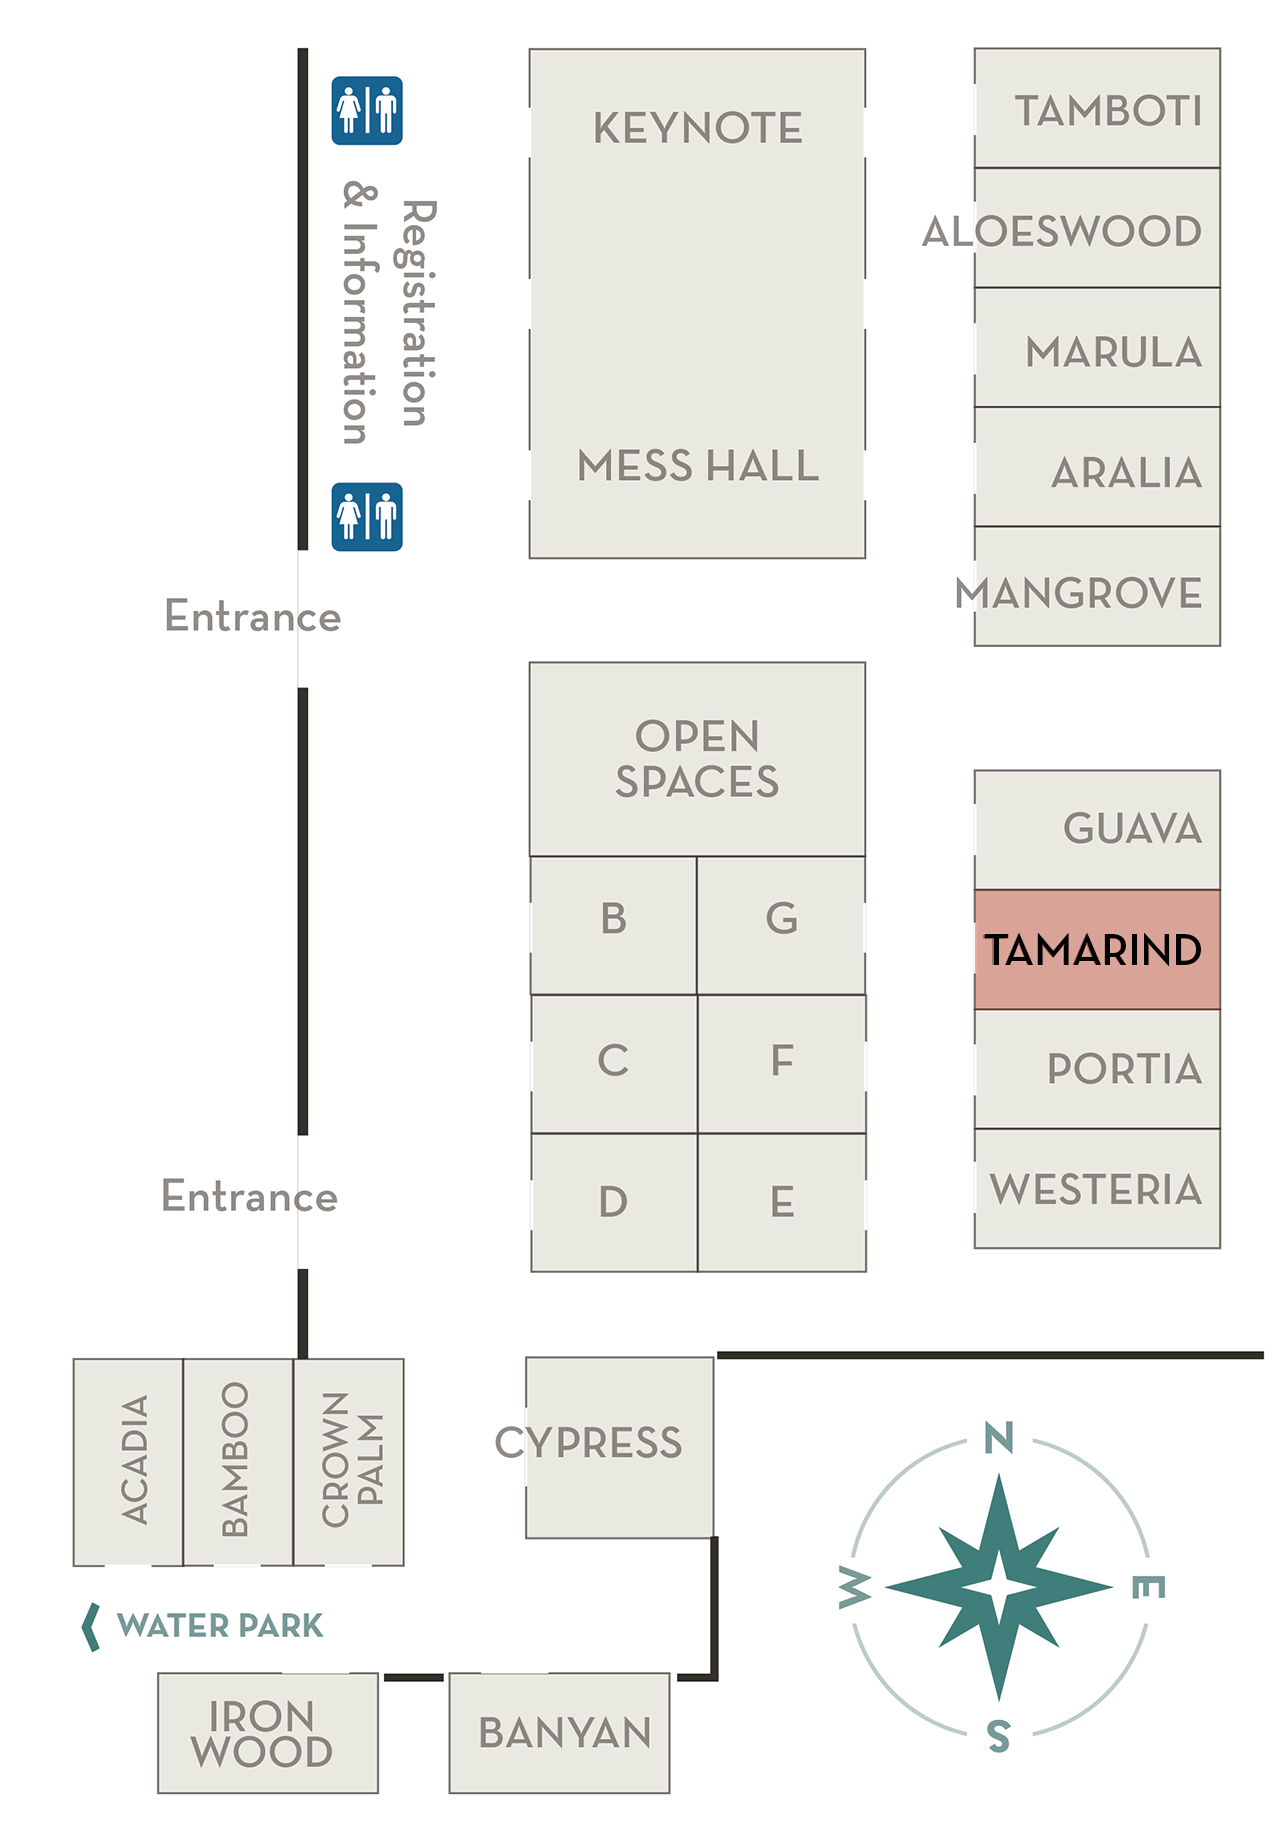 KEYNOTE
MESS HALL
TAMBOTI
ALOESWOOD
MARULA
ARALIA
MANGROVE
Registration
& Information
Entrance
OPEN
SPACES
B
G
C
F
D
E
GUAVA
TAMARIND
PORTIA
WESTERIA
Entrance
ACADIA
BAMBOO
CROWN
PALM
CYPRESS
WATER PARK
IRON
WOOD
BANYAN
N
W
E
S